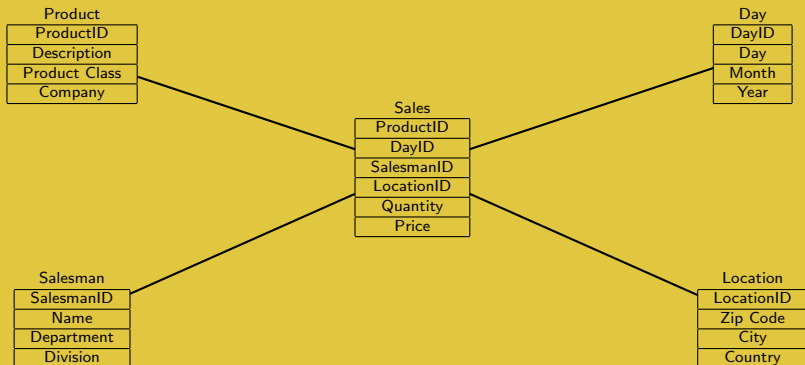 Product
ProductID
Description
Product Class
Company
Day
DayID
Day
Month
Year
Sales
ProductID
DayID
SalesmanID
LocationID
Quantity
Price
Salesman
SalesmanID
Name
Department
Division
Location
LocationID
Zip Code
City
Country